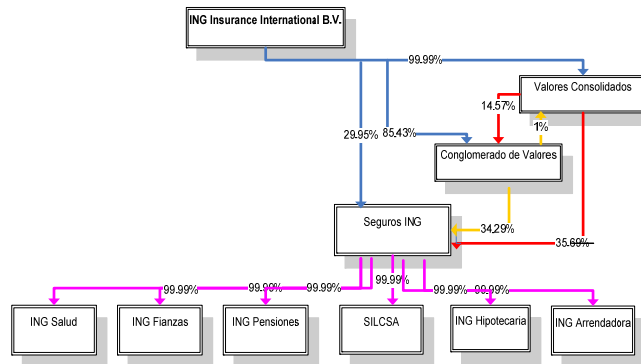 ING Insurance International B.V.
99.99%
Valores Consolidados
14.57%
1%
29.95%
85.43%
Conglomerado de Valores
Seguros ING
34.29%
35.69%
99.99%
99.99%
99.99%
99.99%
99.99%
99.99%
ING Salud
ING Fianzas
ING Pensiones
SILCSA
ING Hipotecaria
ING Arrendadora